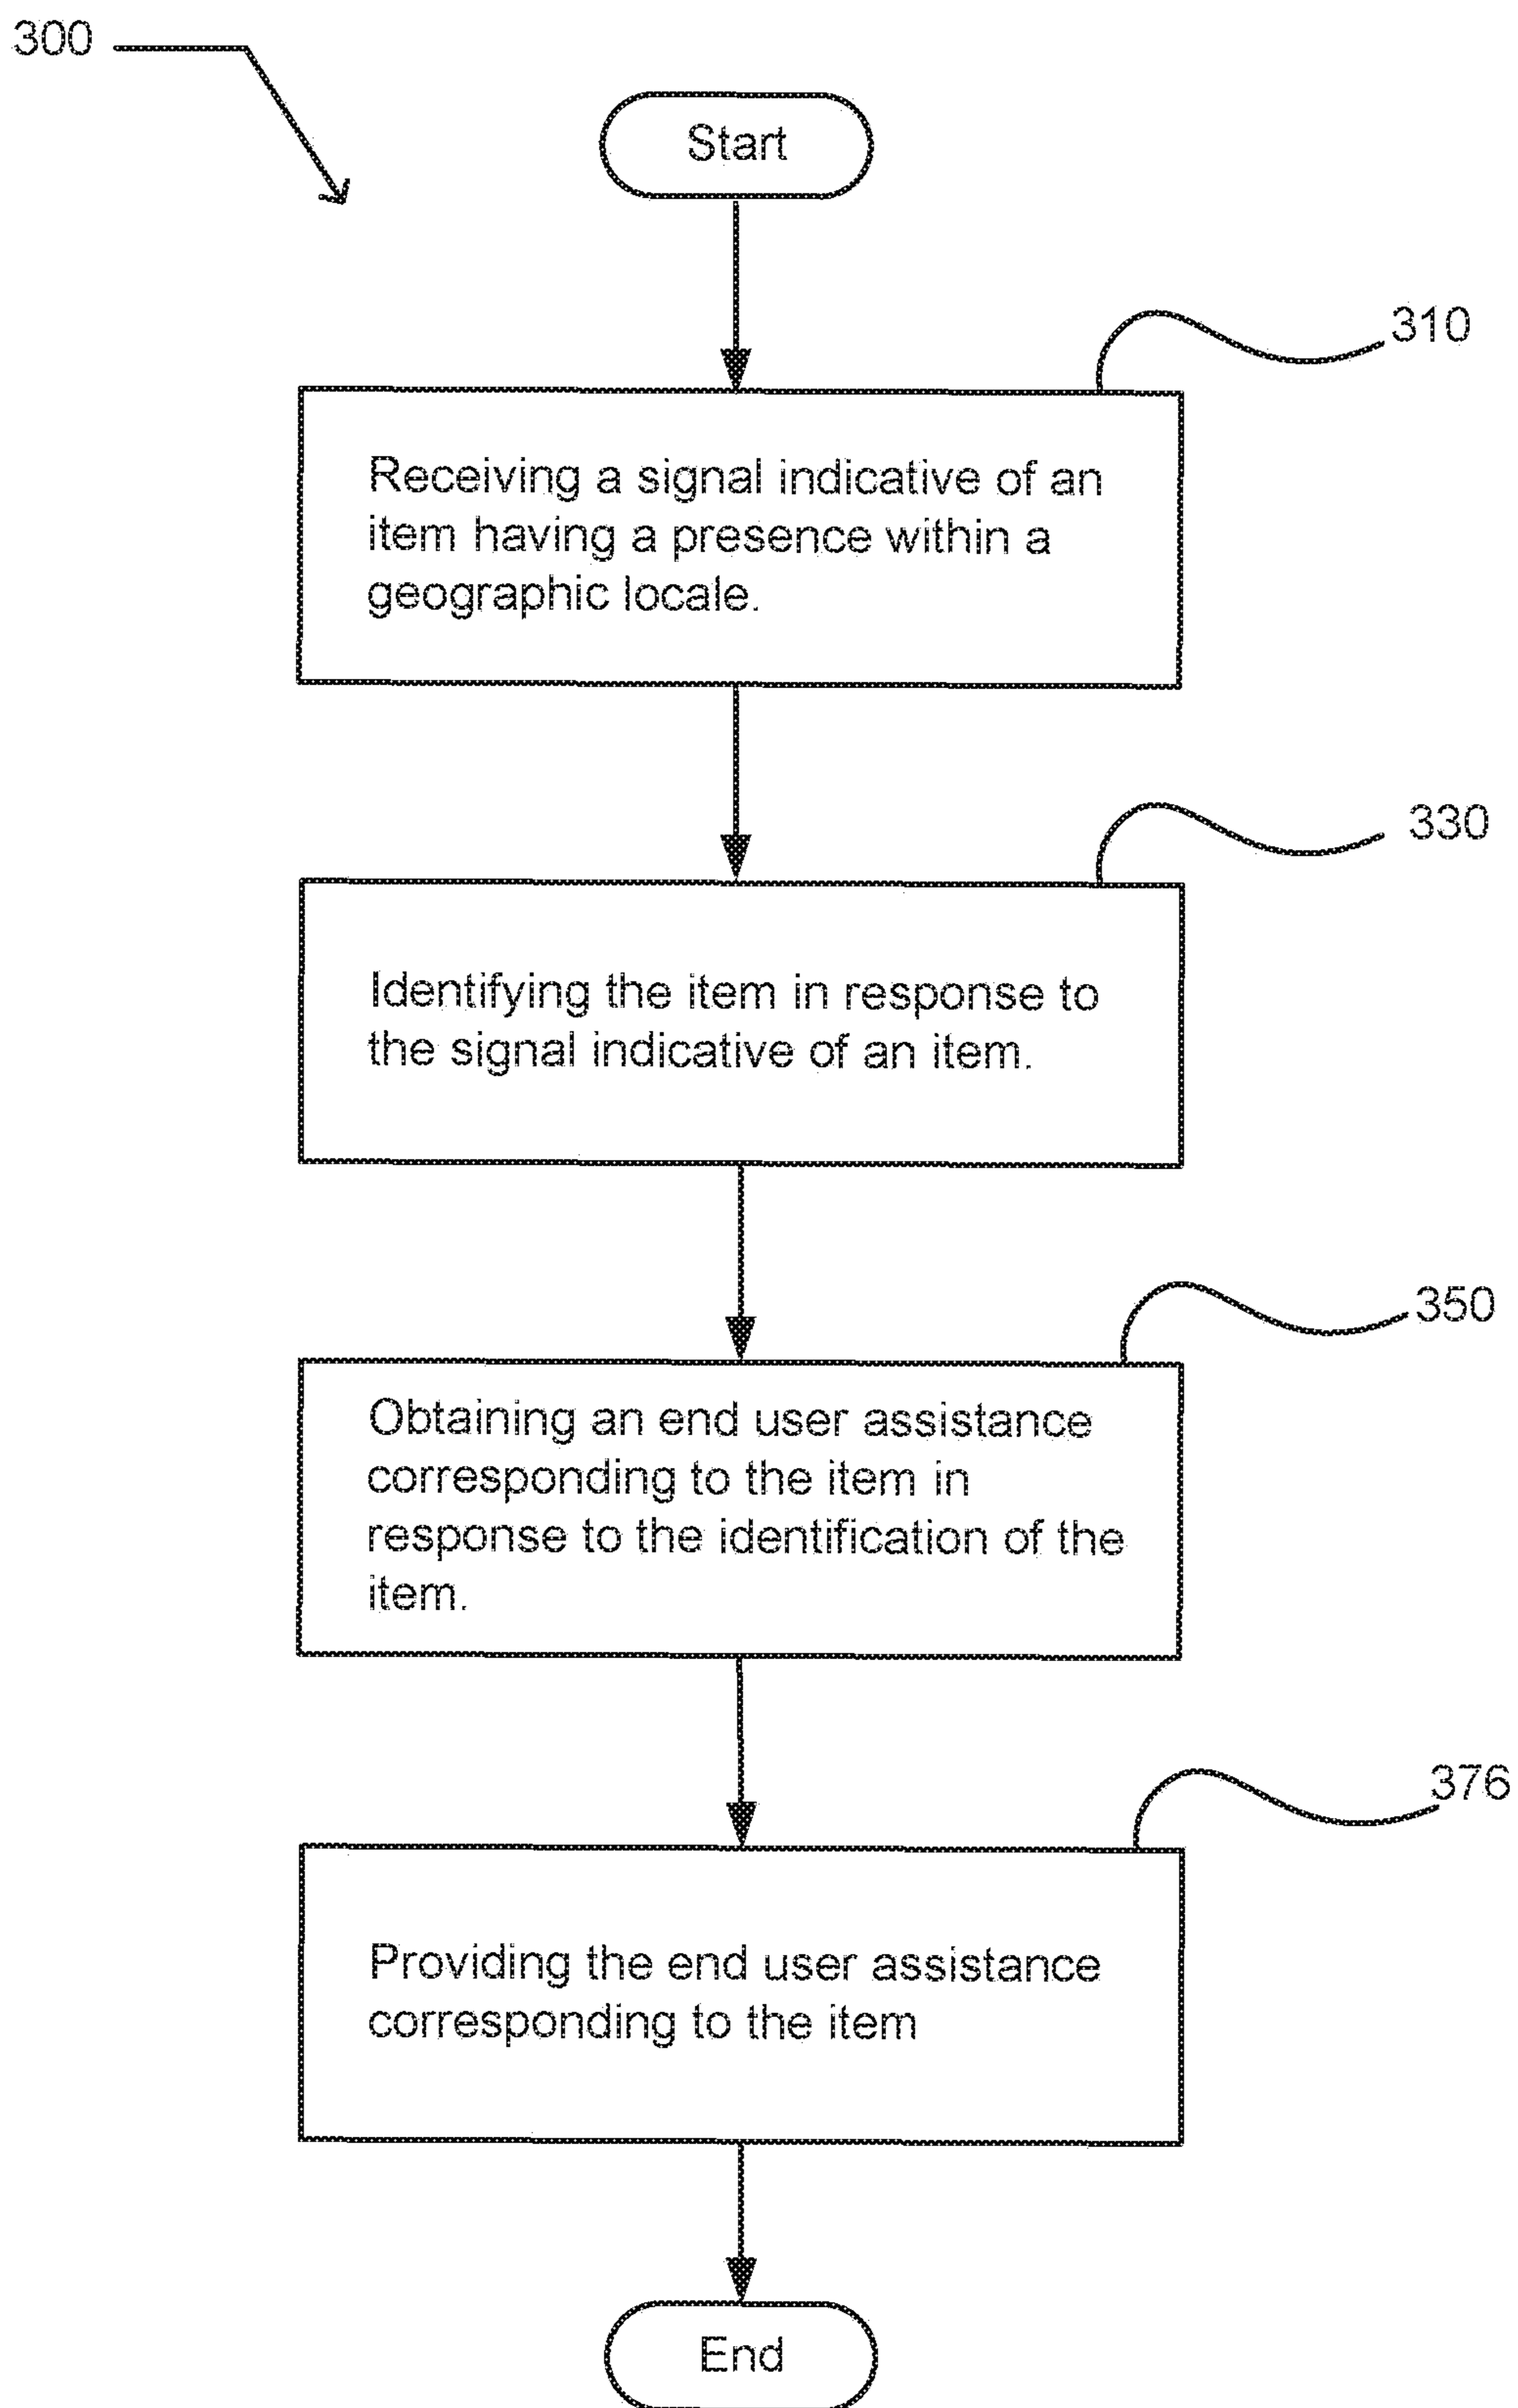 300
Start
310
Receiving a signal indicative of an
item having a presence within a
geographic locale.
330
Identifying the item in response to
the signal indicative of an item.
350
Obtaining an end user assistance
corresponding to the item in
response to the identification of the
item.
376
Providing the end user assistance
corresponding to the item
End